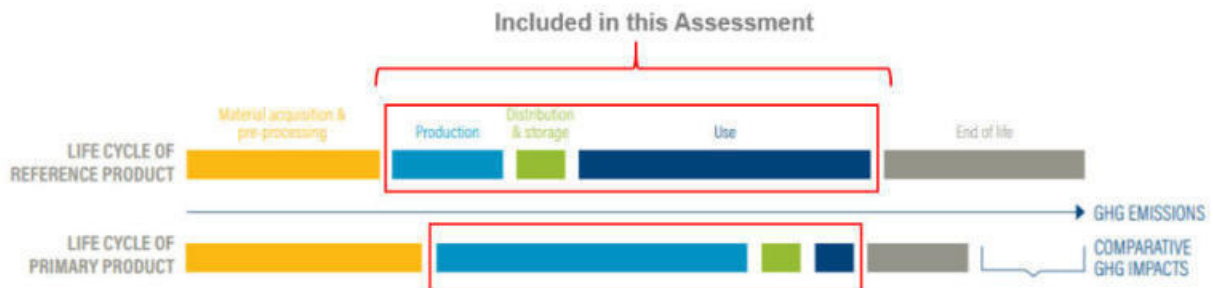 Included in this Assessment
Material acquisition &
pre-processing
Production
Distribution
& storage
Use
End of life
LIFE CYCLE OF
REFERENCE PRODUCT
GHG EMISSIONS
LIFE CYCLE OF
PRIMARY PRODUCT
COMPARATIVE
GHG IMPACTS